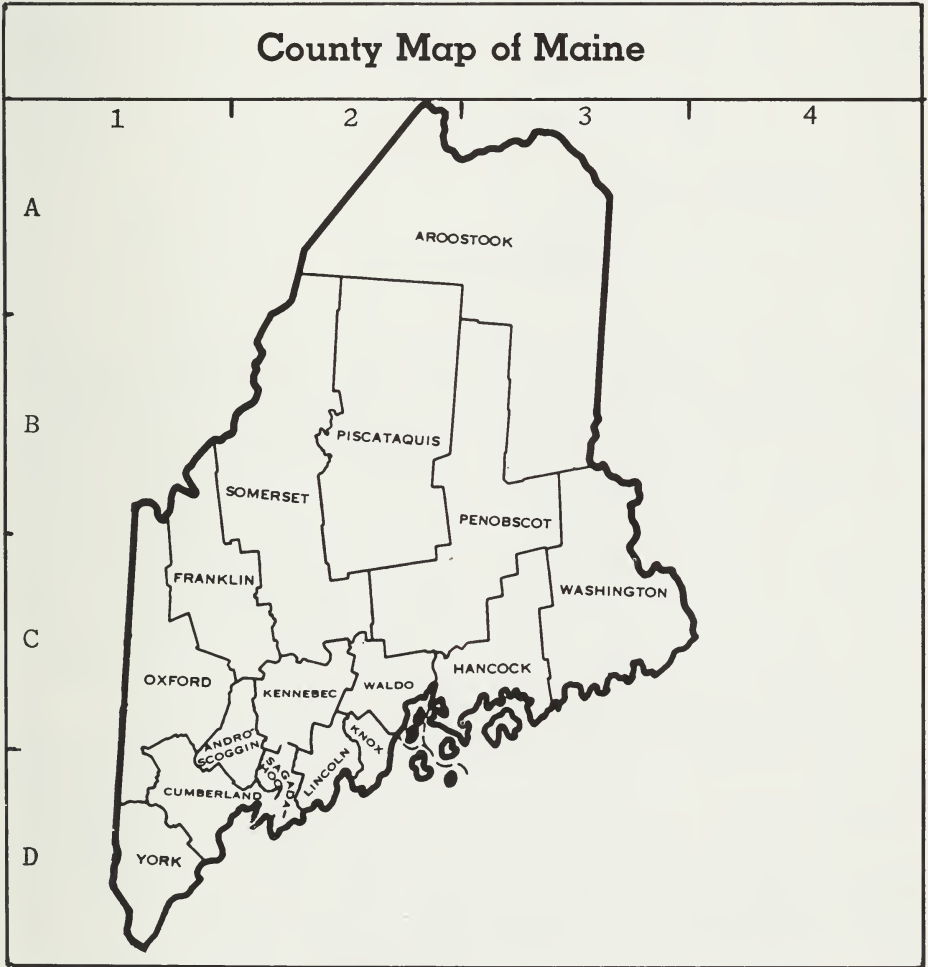 County Map of Maine
1 2 3 4
A
AROOSTOOK
B
PISCATAQUIS
SOMERSET
PENOBSCOT
FRANKLIN
WASHINGTON
C
OXFORD
KENNEBEC
WALDO
HANCOCK
KNOX
ANDRO-
SCOGGIN
LINCOLN
SAGADA-
HOC
CUMBERLAND
D
YORK